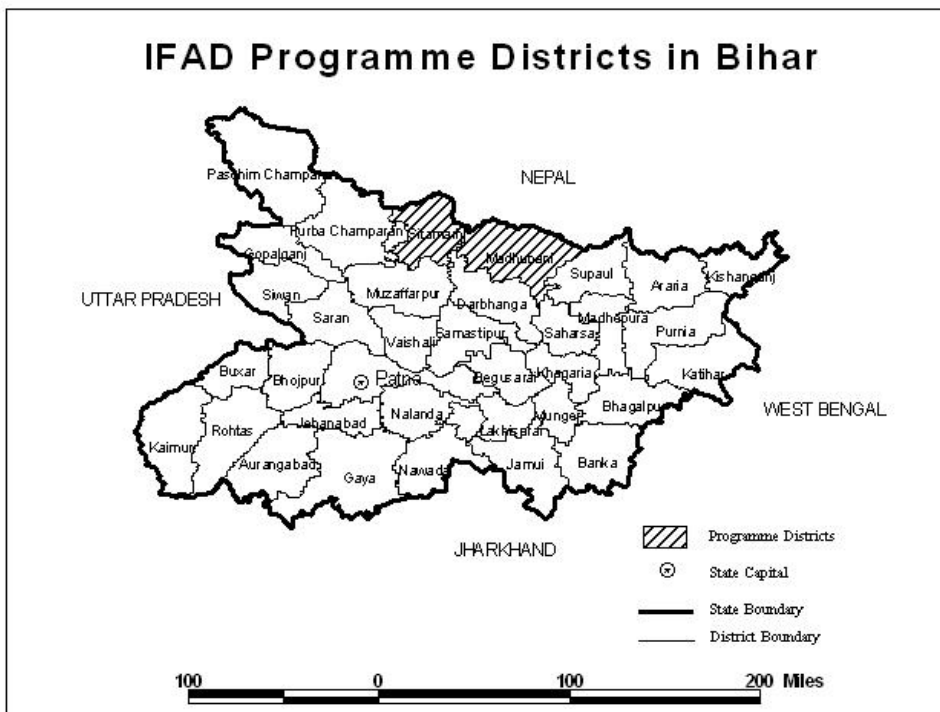 IFAD Programme Districts in Bihar
NEPAL
Paschim Champaran
Purba Champaran
Sitamarhi
Gopalganj
Madhubani
Supaul
Araria
Kishanganj
UTTAR PRADESH
Siwan
Muzaffarpur
Darbhanga
Saran
Madhepura
Purnia
Vaishali
Samastipur
Saharsa
Buxar
Bhojpur
Patna
Begusarai
Khagaria
Katihar
WEST BENGAL
Jehanabad
Nalanda
Munger
Bhagalpur
Kaimur
Rohtas
Lakhisarai
Aurangabad
Gaya
Nawada
Jamui
Banka
JHARKHAND
Programme Districts
State Capital
State Boundary
District Boundary
100 0 100 200 Miles